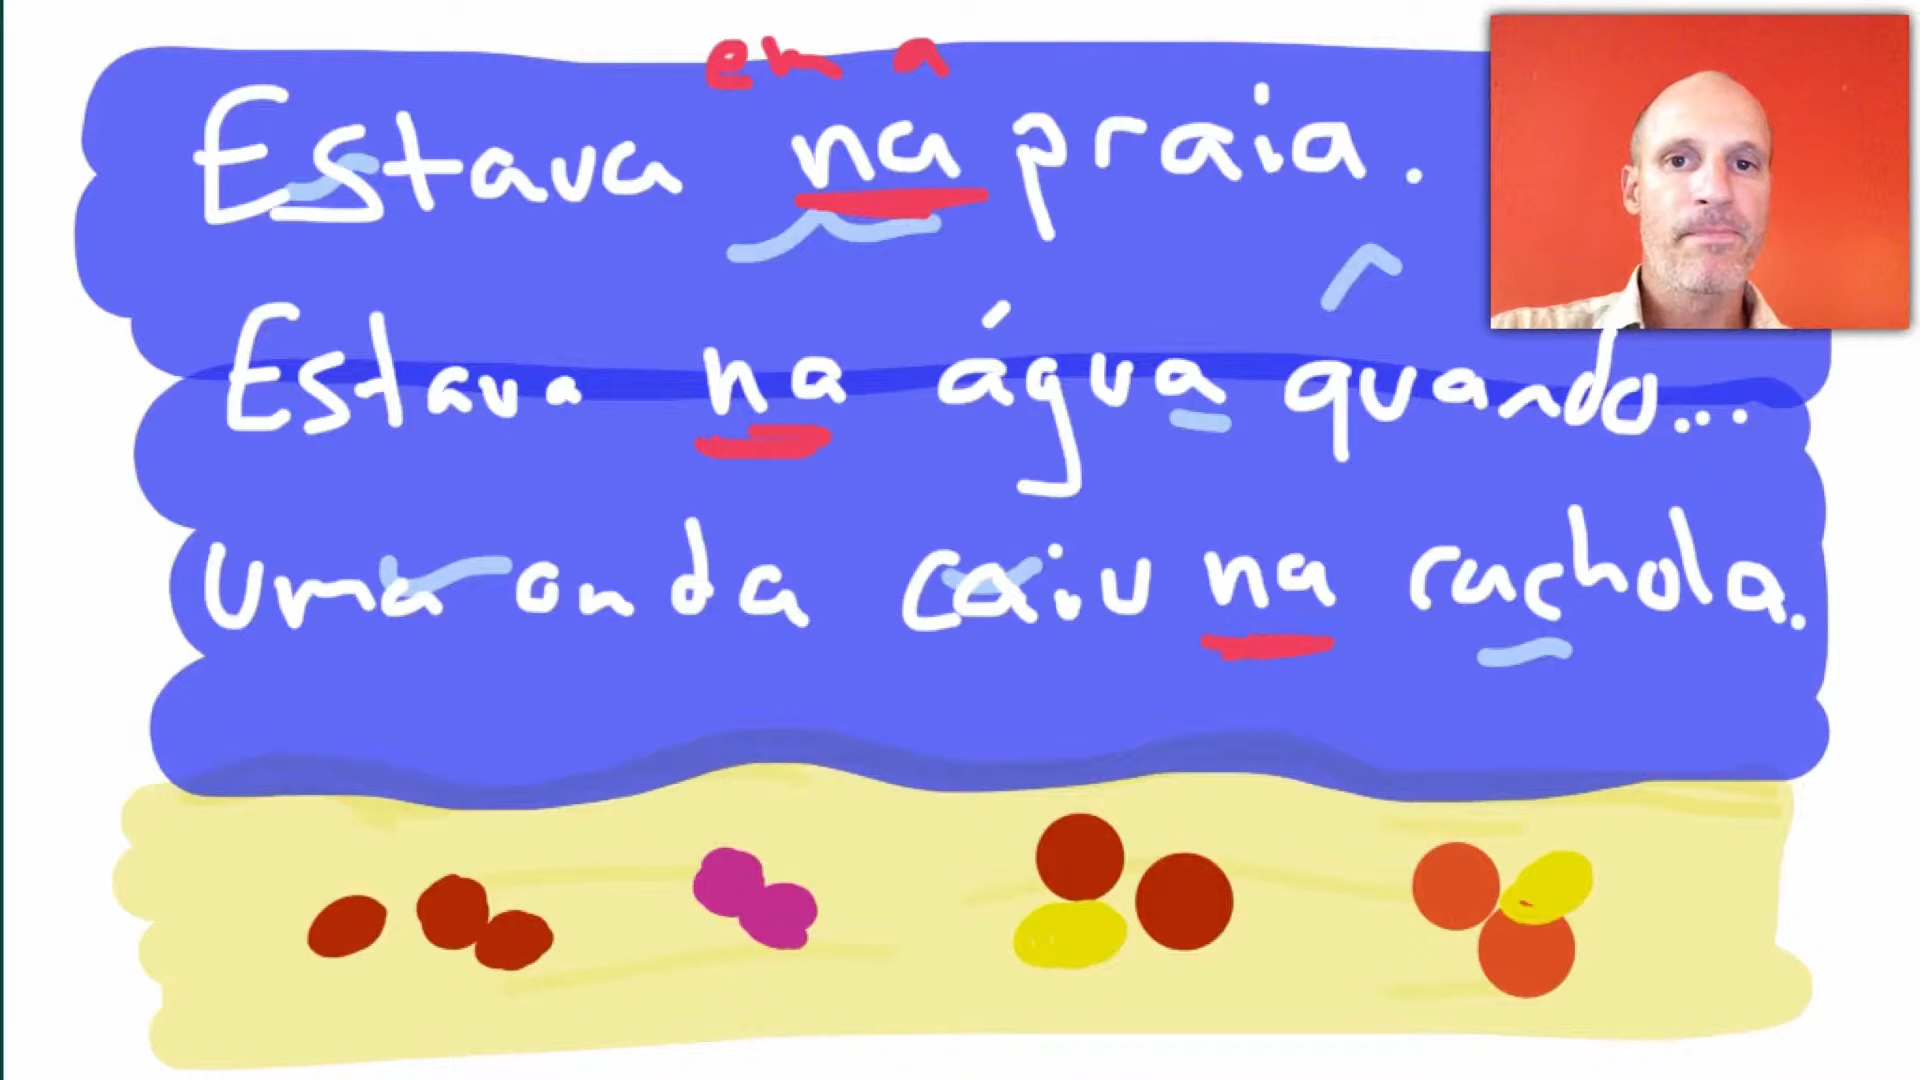 em a
Estava na praia.
Estava na água quando...
uma onda caiu na cachola.